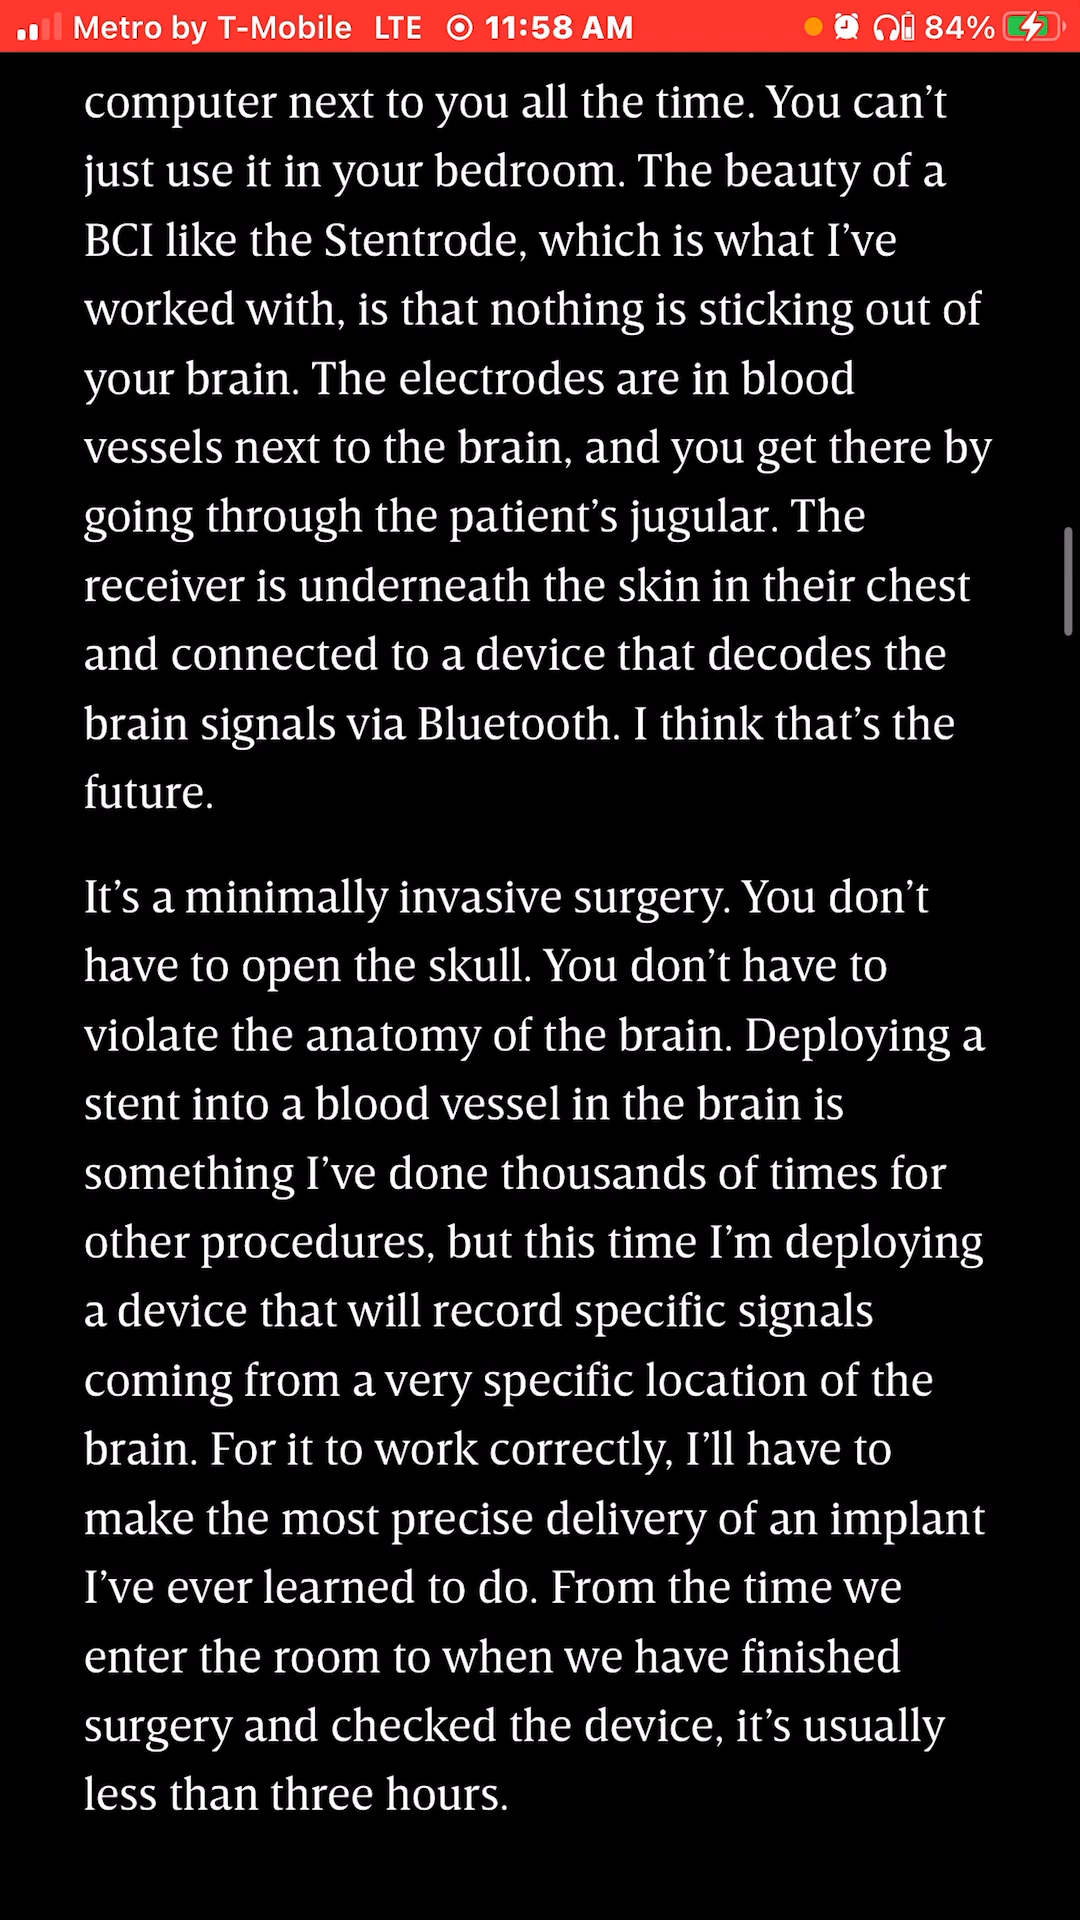 Metro by T-Mobile LTE 11:58 AM 84%
computer next to you all the time. You can’t
just use it in your bedroom. The beauty of a
BCI like the Stentrode, which is what I’ve
worked with, is that nothing is sticking out of
your brain. The electrodes are in blood
vessels next to the brain, and you get there by
going through the patient’s jugular. The
receiver is underneath the skin in their chest
and connected to a device that decodes the
brain signals via Bluetooth. I think that’s the
future.
It’s a minimally invasive surgery. You don’t
have to open the skull. You don’t have to
violate the anatomy of the brain. Deploying a
stent into a blood vessel in the brain is
something I’ve done thousands of times for
other procedures, but this time I’m deploying
a device that will record specific signals
coming from a very specific location of the
brain. For it to work correctly, I’ll have to
make the most precise delivery of an implant
I’ve ever learned to do. From the time we
enter the room to when we have finished
surgery and checked the device, it’s usually
less than three hours.